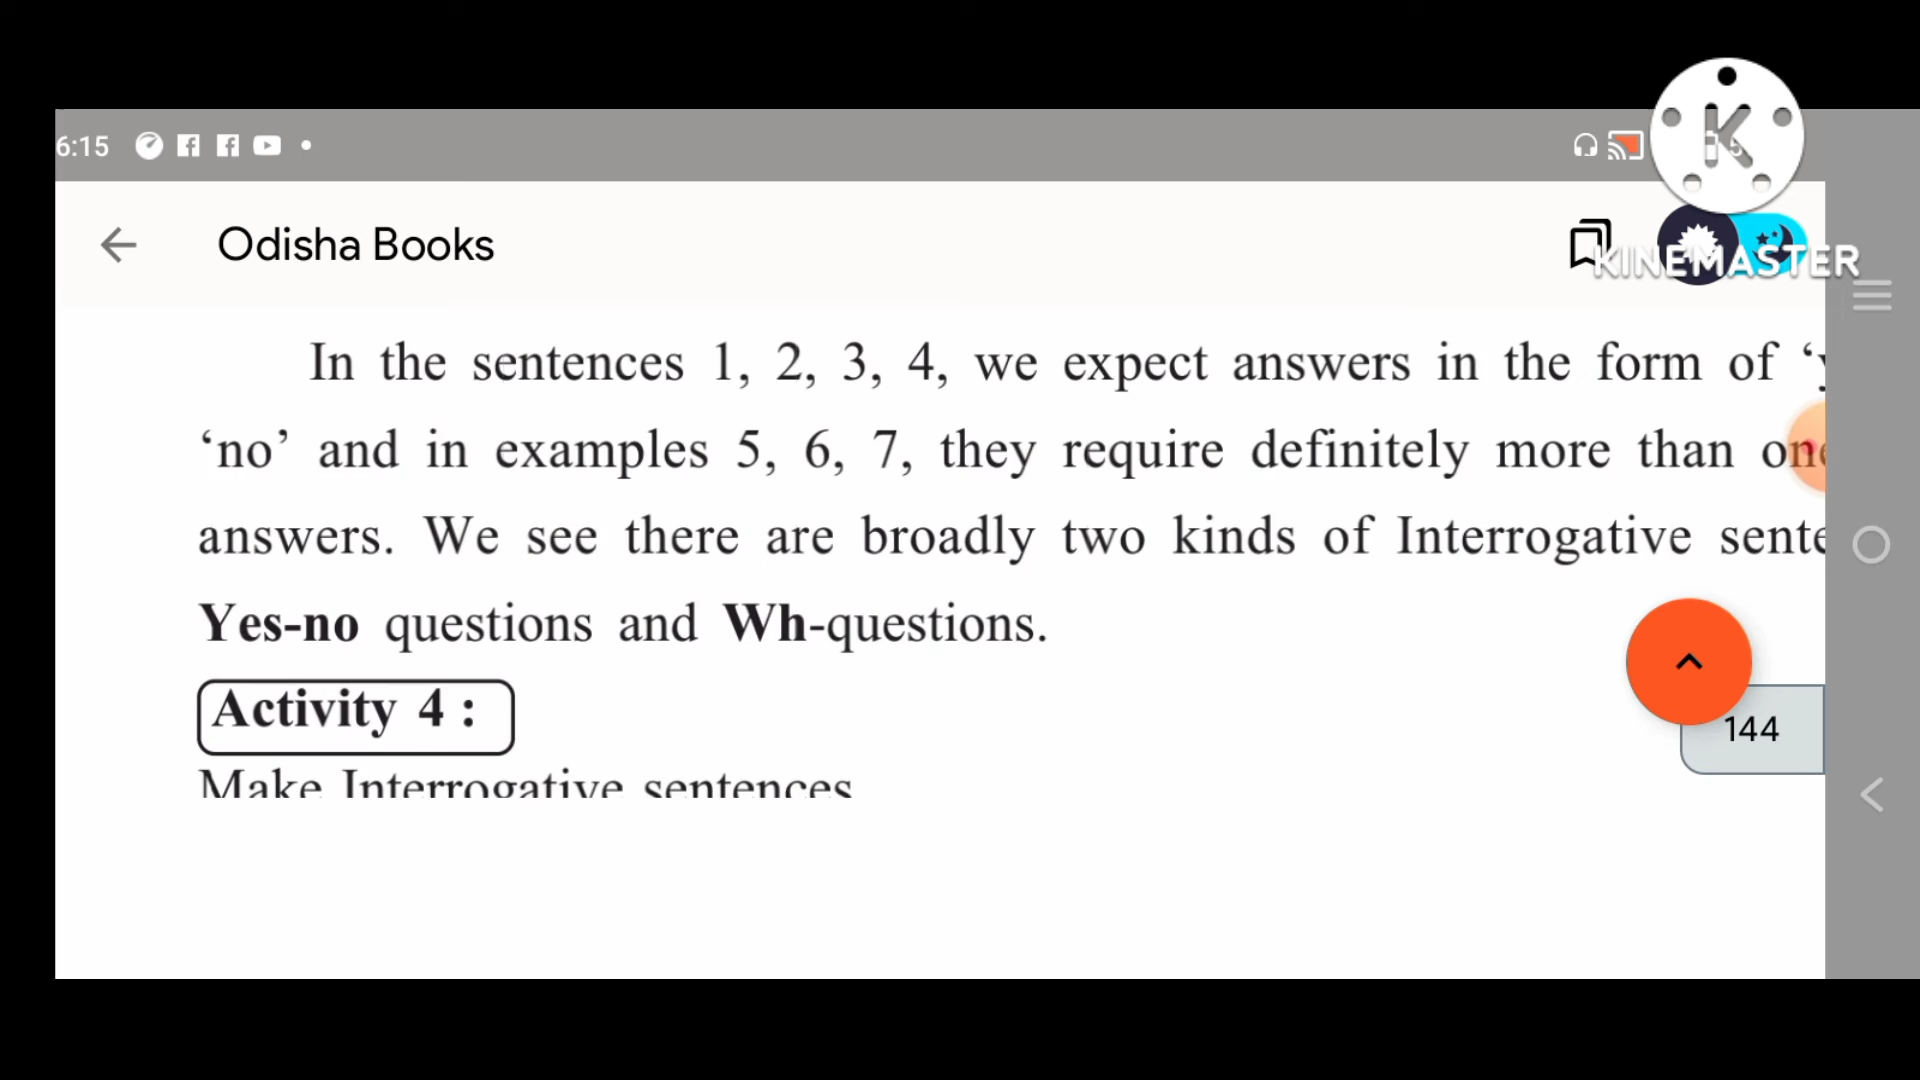 6:15
Odisha Books
KINEMASTER
In the sentences 1, 2, 3, 4, we expect answers in the form of
‘no’ and in examples 5, 6, 7, they require definitely more than
answers. We see there are broadly two kinds of Interrogative
Yes-no questions and Wh-questions.
Activity 4 :
144
Make Interrogative sentences